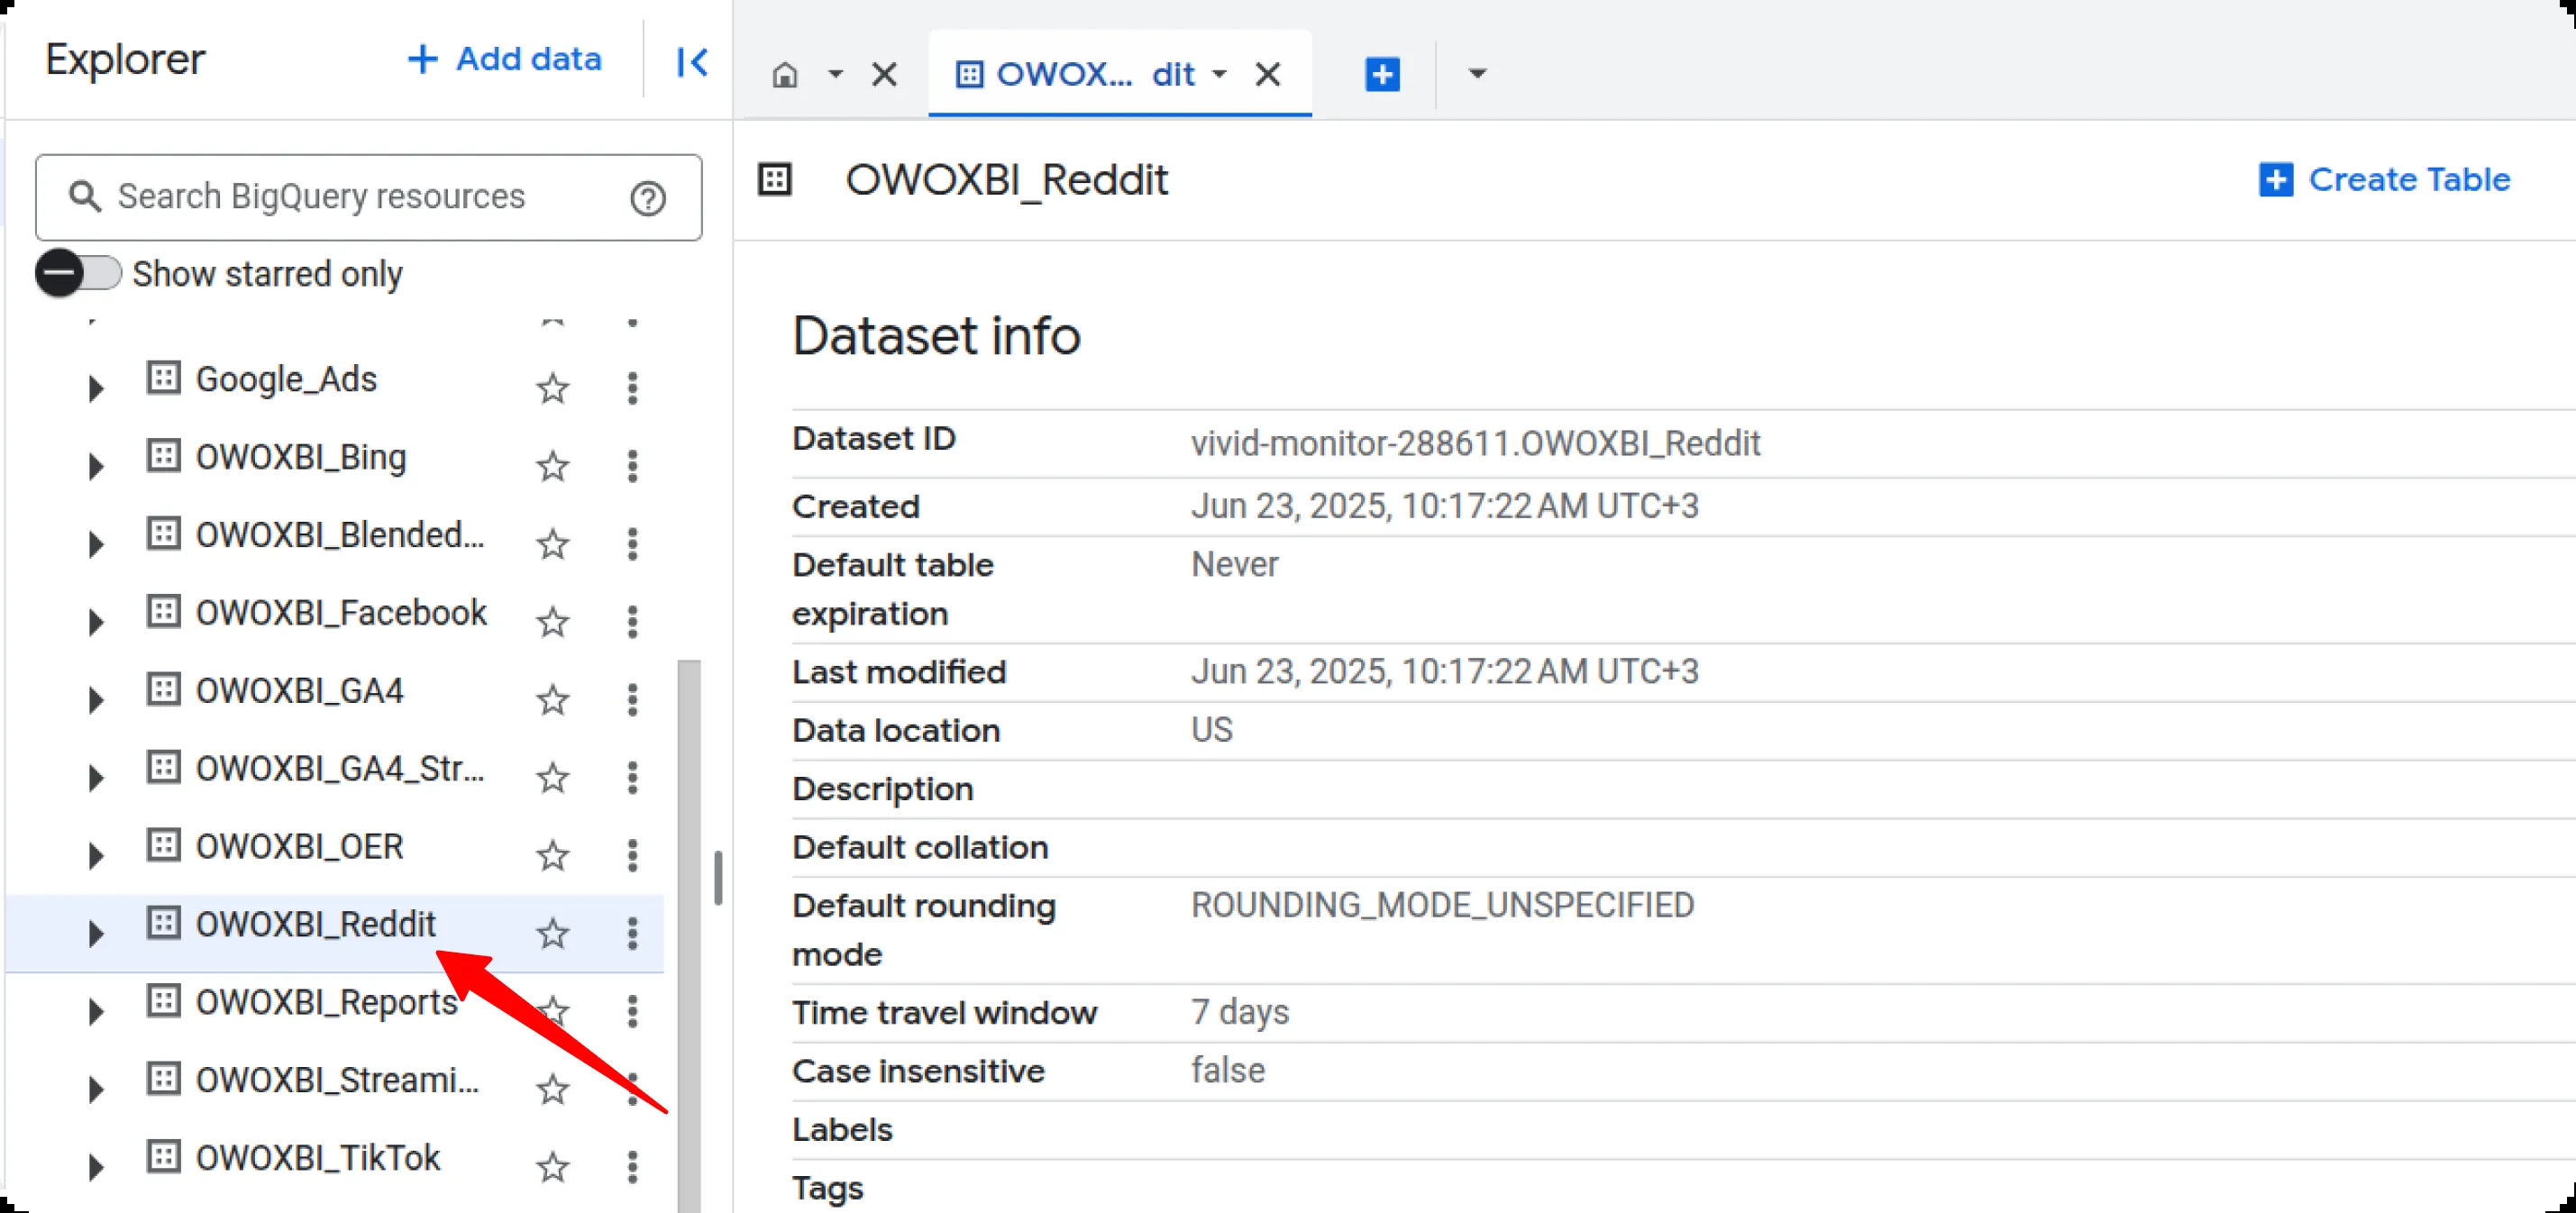 Explorer
+ Add data
OWOX... dit
Search BigQuery resources
Show starred only
Google_Ads
OWOXBI_Bing
OWOXBI_Blended...
OWOXBI_Facebook
OWOXBI_GA4
OWOXBI_GA4_Str...
OWOXBI_OER
OWOXBI_Reddit
OWOXBI_Reports
OWOXBI_Streami...
OWOXBI_TikTok
OWOXBI_Reddit
Create Table
Dataset info
Dataset ID vivid-monitor-288611.OWOXBI_Reddit
Created Jun 23, 2025, 10:17:22 AM UTC+3
Default table Never
expiration
Last modified Jun 23, 2025, 10:17:22 AM UTC+3
Data location US
Description
Default collation
Default rounding ROUNDING_MODE_UNSPECIFIED
mode
Time travel window 7 days
Case insensitive false
Labels
Tags